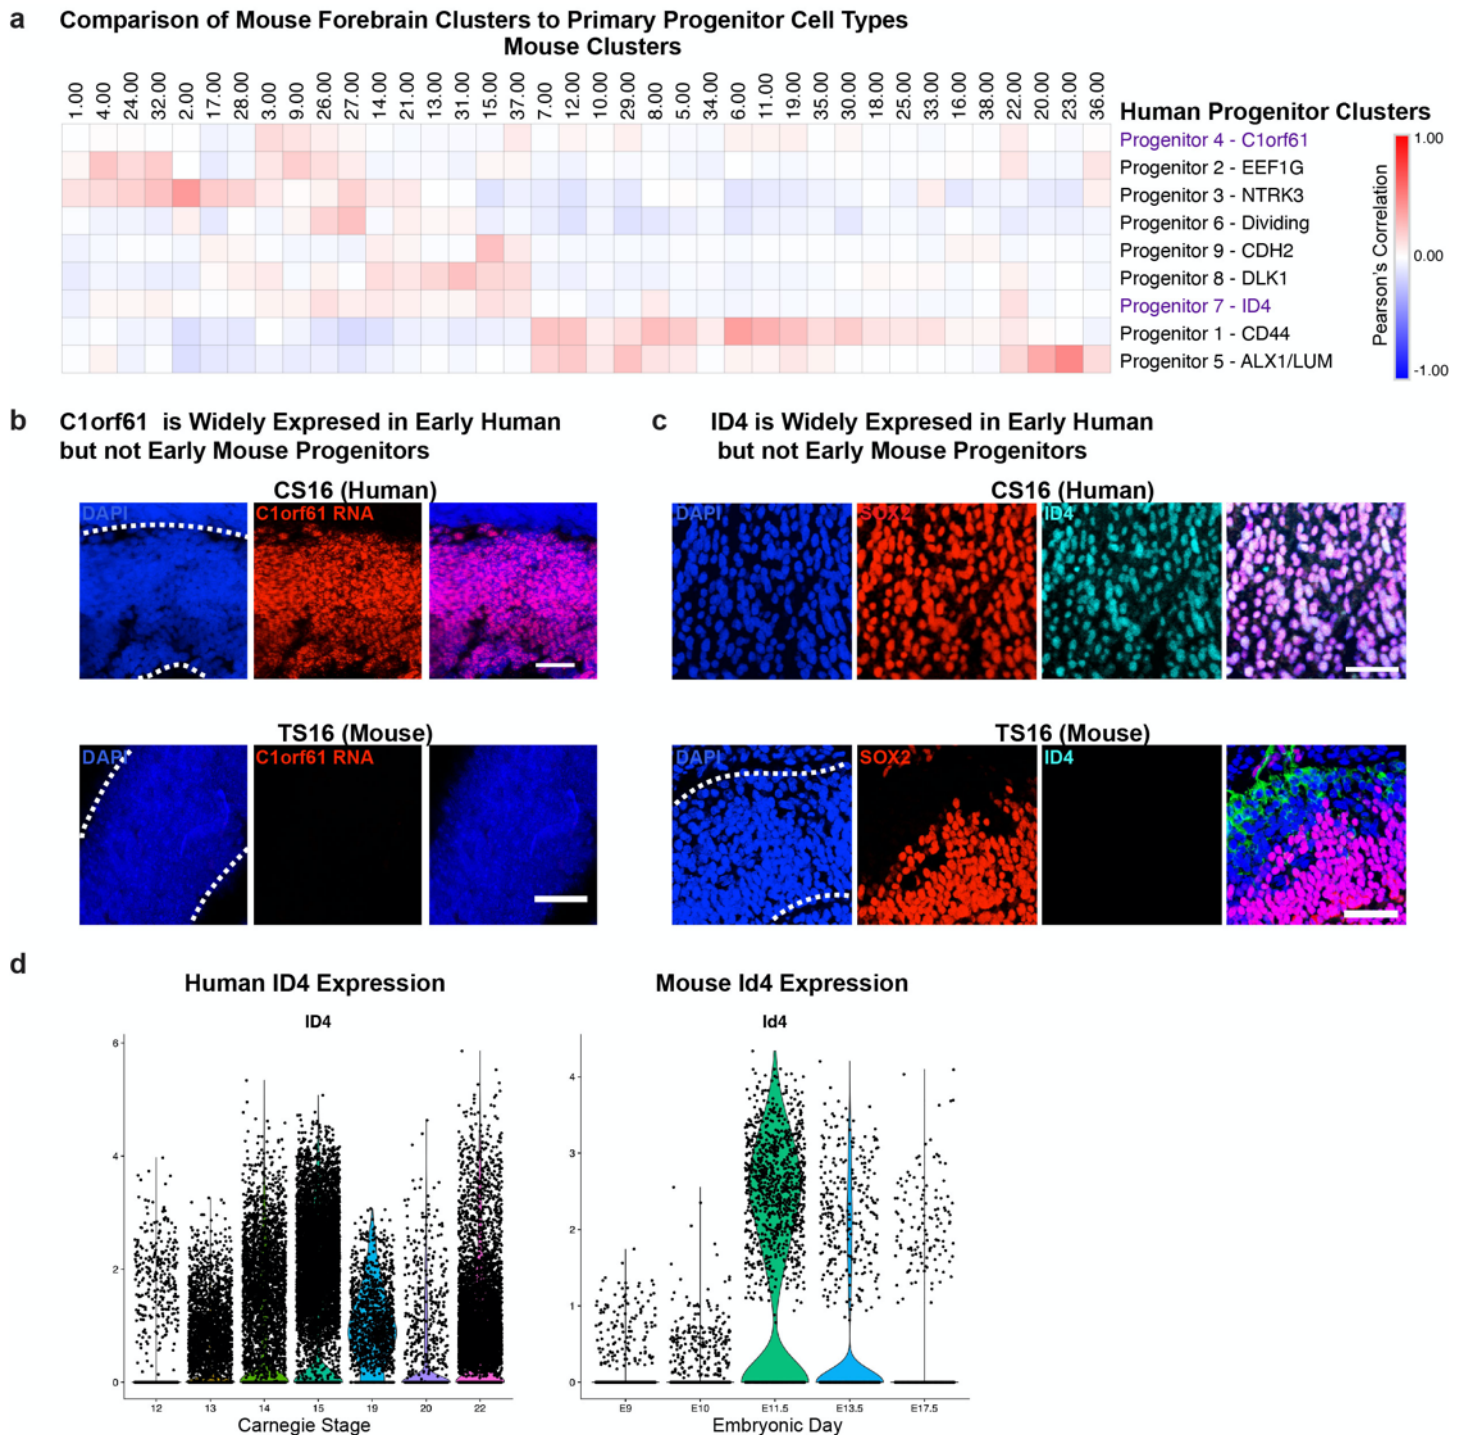 a
Comparison of Mouse Forebrain Clusters to Primary Progenitor Cell Types
Mouse Clusters
1.00 4.00 24.00 32.00 2.00 17.00 28.00 3.00 9.00 26.00 27.00 14.00 21.00 13.00 31.00 15.00 37.00 7.00 12.00 10.00 29.00 8.00 5.00 34.00 6.00 11.00 19.00 35.00 30.00 18.00 25.00 33.00 16.00 38.00 22.00 20.00 23.00 36.00
Human Progenitor Clusters
Progenitor 4 - C1orf61
Progenitor 2 - EEF1G
Progenitor 3 - NTRK3
Progenitor 6 - Dividing
Progenitor 9 - CDH2
Progenitor 8 - DLK1
Progenitor 7 - ID4
Progenitor 1 - CD44
Progenitor 5 - ALX1/LUM
Pearson's Correlation
1.00
0.00
-1.00
b
C1orf61 is Widely Expresed in Early Human
but not Early Mouse Progenitors
CS16 (Human)
DAPI
C1orf61 RNA
TS16 (Mouse)
DAPI
C1orf61 RNA
c
ID4 is Widely Expresed in Early Human
but not Early Mouse Progenitors
CS16 (Human)
DAPI
SOX2
ID4
TS16 (Mouse)
DAPI
SOX2
ID4
d
Human ID4 Expression
ID4
6
4
2
0
12 13 14 15 19 20 22
Carnegie Stage
Mouse Id4 Expression
Id4
4
3
2
1
0
E9 E10 E11.5 E13.5 E17.5
Embryonic Day